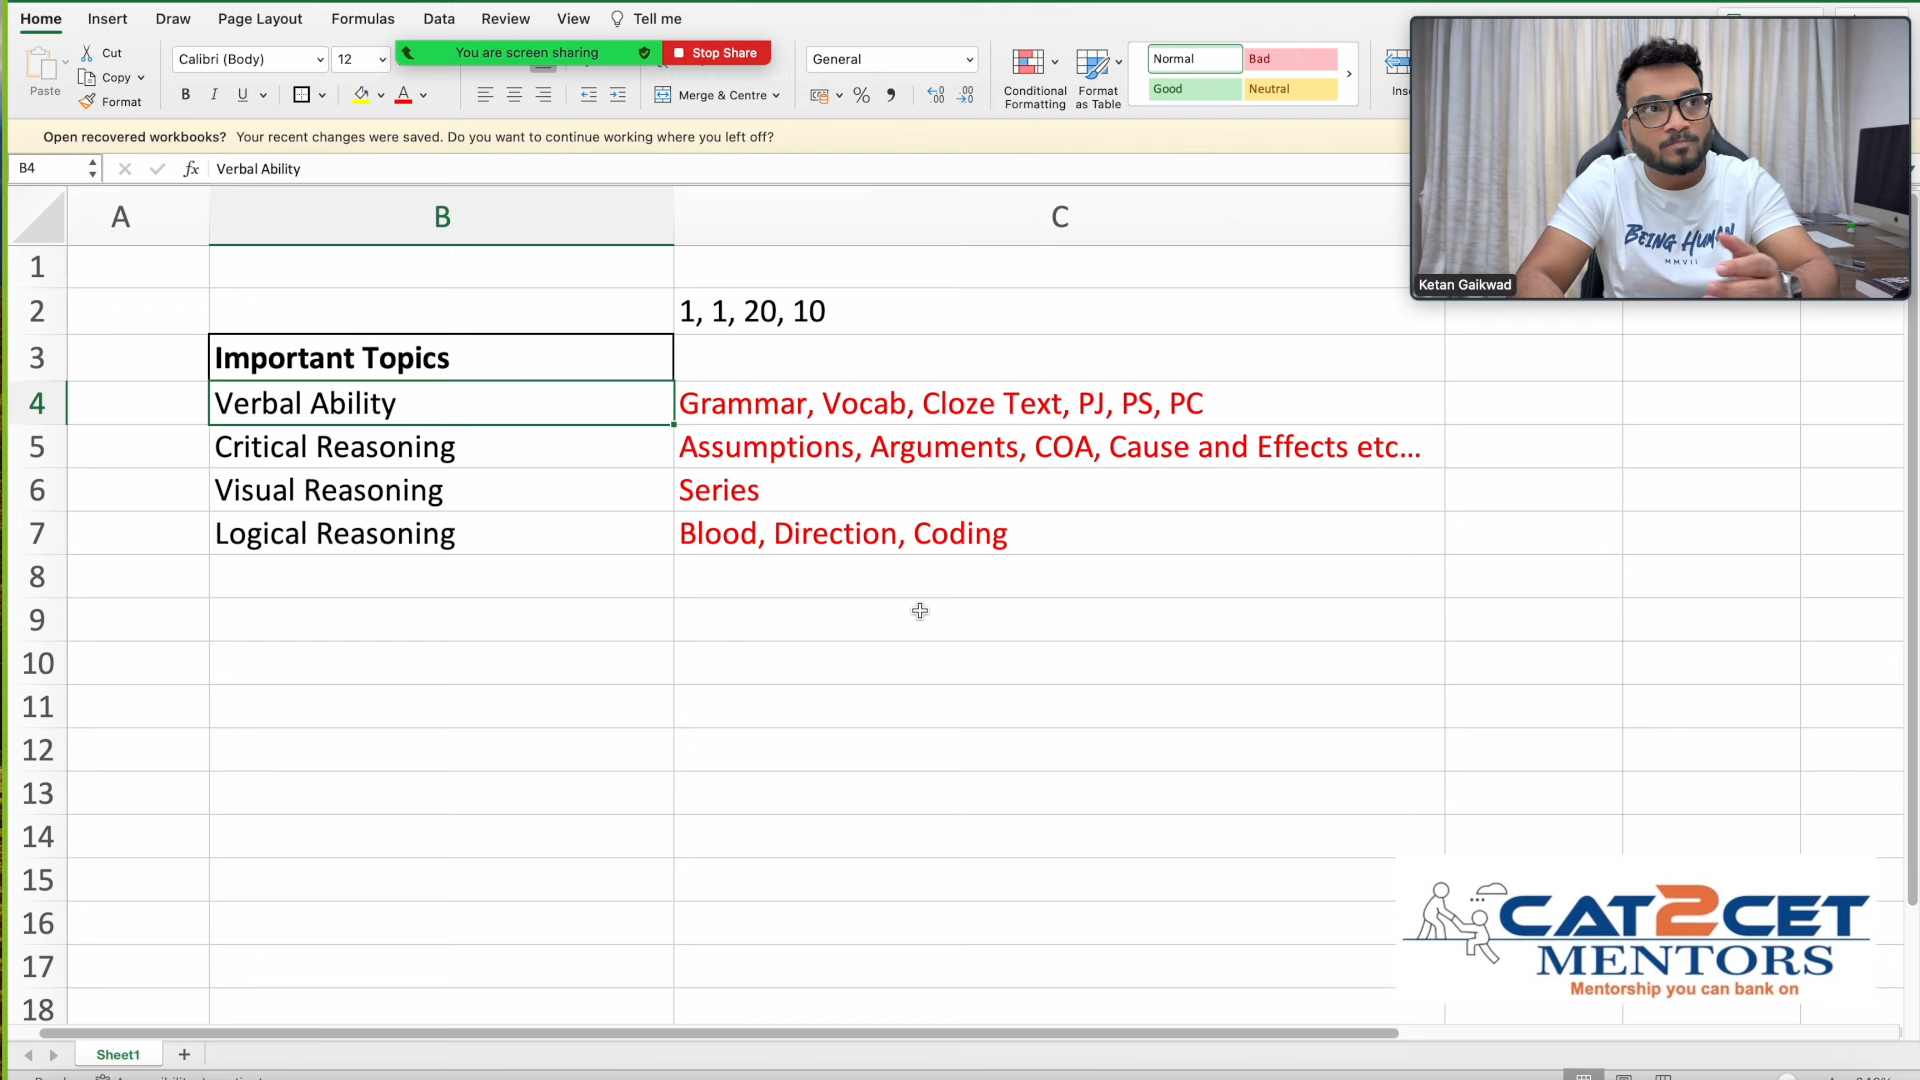 Home Insert Draw Page Layout Formulas Data Review View Tell me
Paste
Cut
Copy
Format
Calibri (Body)
12
You are screen sharing
Stop Share
B I U
A
Merge & Centre
General
%
Conditional Formatting
Format as Table
Normal
Bad
Good
Neutral
Open recovered workbooks? Your recent changes were saved. Do you want to continue working where you left off?
B4
fx Verbal Ability
BEING HUMAN
MMVII
Ketan Gaikwad
A B C
1
2 1, 1, 20, 10
3 Important Topics
4 Verbal Ability Grammar, Vocab, Cloze Text, PJ, PS, PC
5 Critical Reasoning Assumptions, Arguments, COA, Cause and Effects etc...
6 Visual Reasoning Series
7 Logical Reasoning Blood, Direction, Coding
8
9
10
11
12
13
14
15
16
17
18
CAT2CET
MENTORS
Mentorship you can bank on
Sheet1